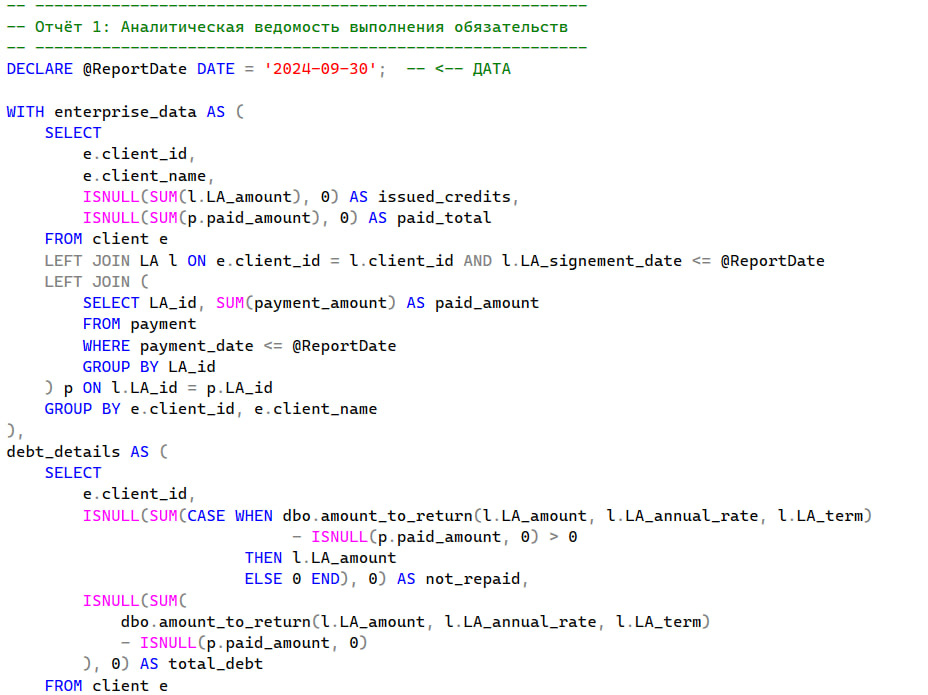 -- ----------------------------------------------------------
-- Отчёт 1: Аналитическая ведомость выполнения обязательств
-- ----------------------------------------------------------
DECLARE @ReportDate DATE = '2024-09-30';  -- <-- ДАТА

WITH enterprise_data AS (
    SELECT
        e.client_id,
        e.client_name,
        ISNULL(SUM(l.LA_amount), 0) AS issued_credits,
        ISNULL(SUM(p.paid_amount), 0) AS paid_total
    FROM client e
    LEFT JOIN LA l ON e.client_id = l.client_id AND l.LA_signement_date <= @ReportDate
    LEFT JOIN (
        SELECT LA_id, SUM(payment_amount) AS paid_amount
        FROM payment
        WHERE payment_date <= @ReportDate
        GROUP BY LA_id
    ) p ON l.LA_id = p.LA_id
    GROUP BY e.client_id, e.client_name
),
debt_details AS (
    SELECT
        e.client_id,
        ISNULL(SUM(CASE WHEN dbo.amount_to_return(l.LA_amount, l.LA_annual_rate, l.LA_term)
                              - ISNULL(p.paid_amount, 0) > 0
                         THEN l.LA_amount
                         ELSE 0 END), 0) AS not_repaid,
        ISNULL(SUM(
            dbo.amount_to_return(l.LA_amount, l.LA_annual_rate, l.LA_term)
            - ISNULL(p.paid_amount, 0)
        ), 0) AS total_debt
    FROM client e